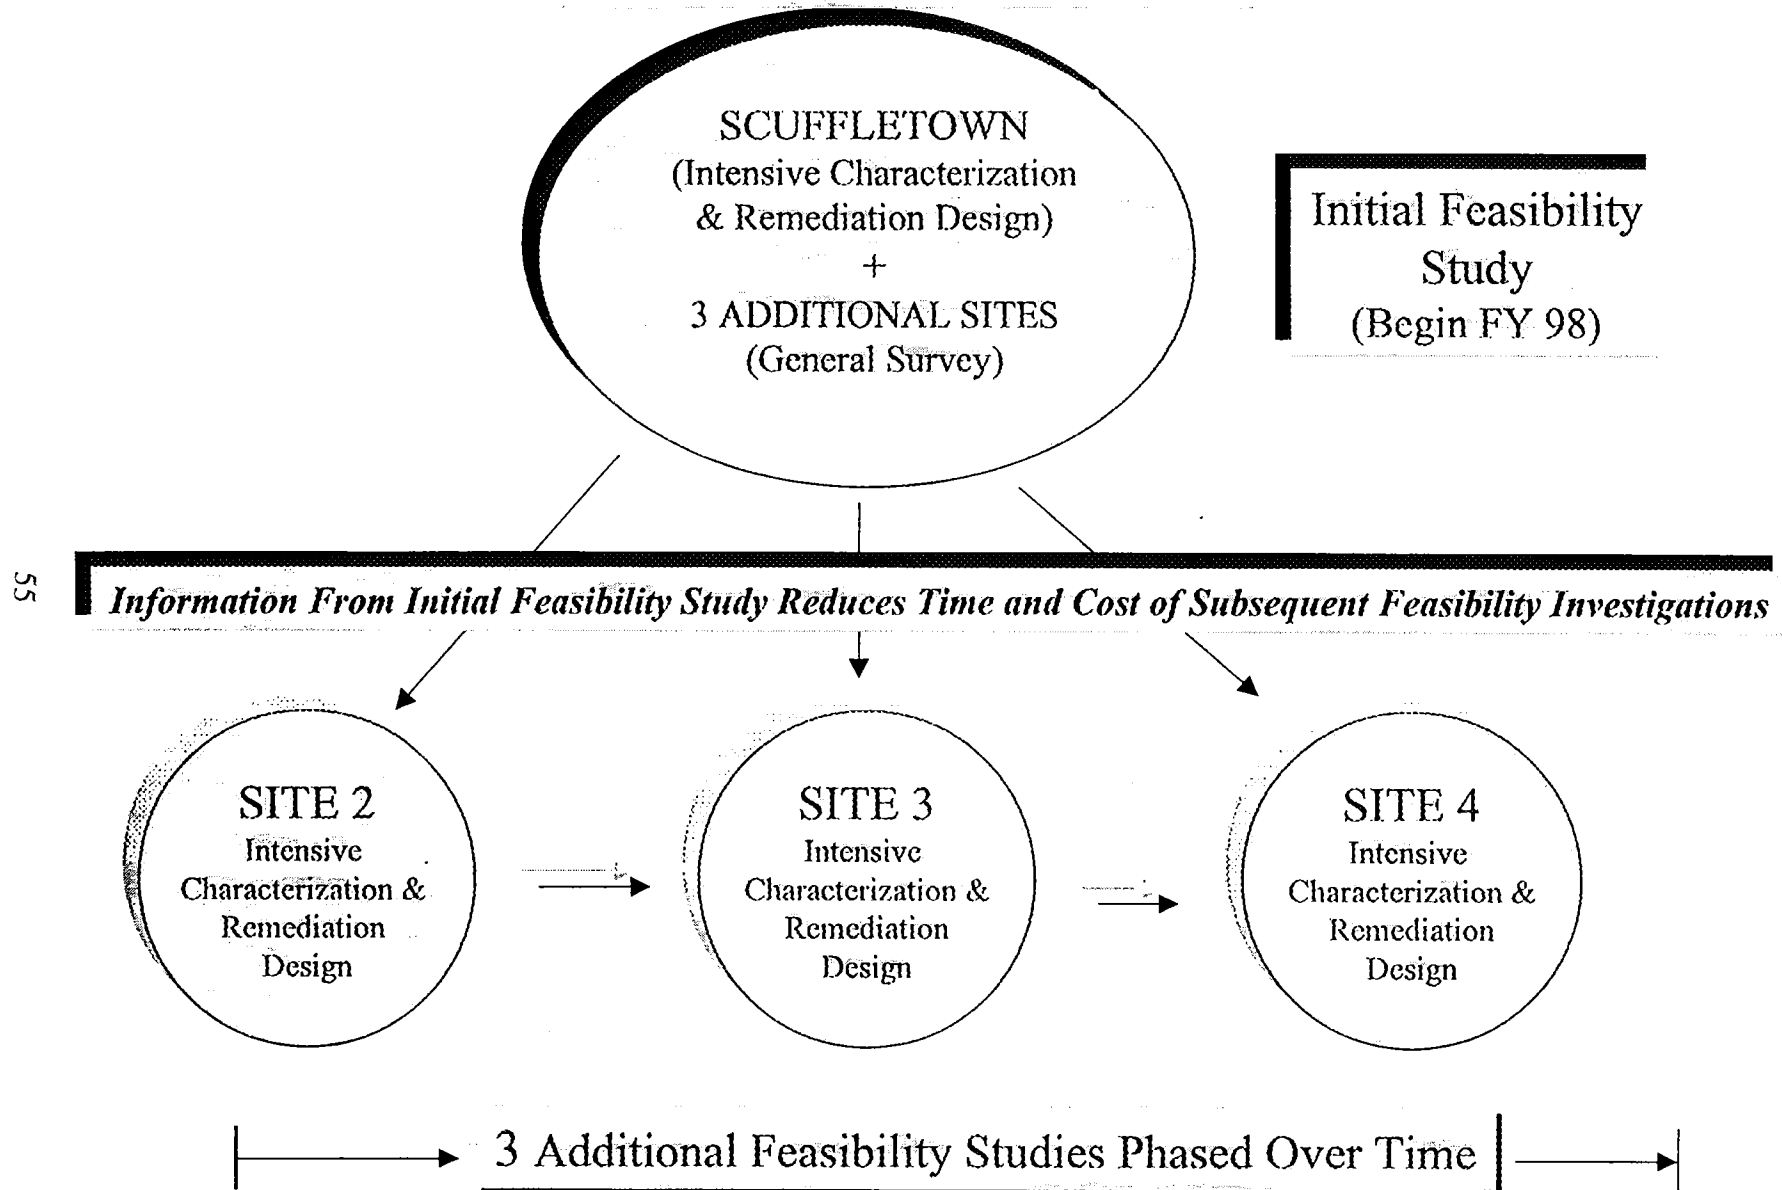 SCUFFLETOWN
(Intensive Characterization
& Remediation Design)
+
3 ADDITIONAL SITES
(General Survey)
Initial Feasibility
Study
(Begin FY 98)
55
Information From Initial Feasibility Study Reduces Time and Cost of Subsequent Feasibility Investigations
SITE 2
Intensive
Characterization &
Remediation
Design
SITE 3
Intensive
Characterization &
Remediation
Design
SITE 4
Intensive
Characterization &
Remediation
Design
3 Additional Feasibility Studies Phased Over Time